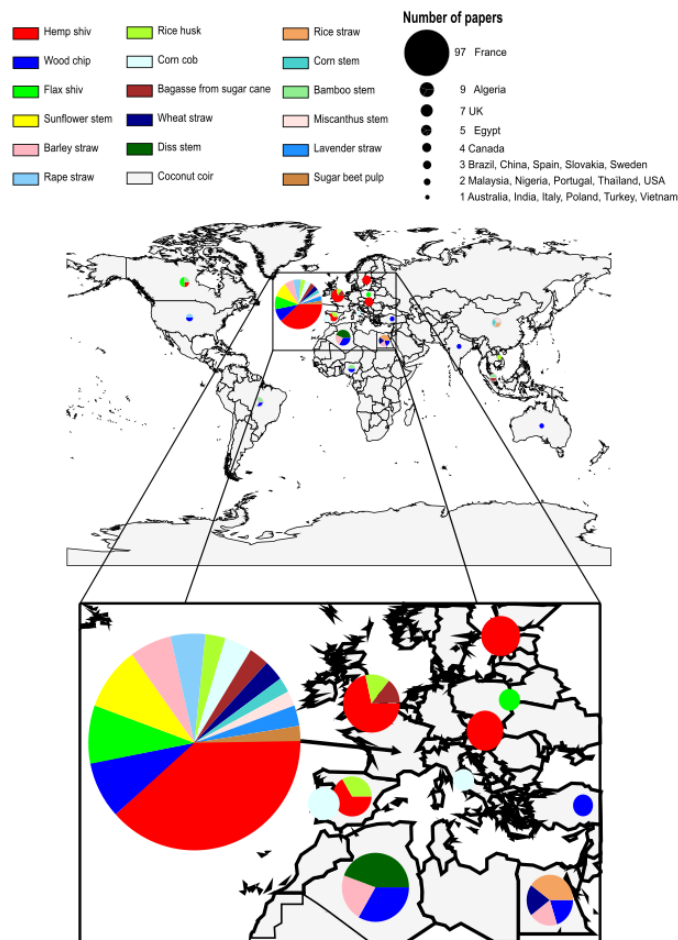 Number of papers
Hemp shiv
Rice husk
Rice straw
Wood chip
Corn cob
Corn stem
Flax shiv
Bagasse from sugar cane
Bamboo stem
Sunflower stem
Wheat straw
Miscanthus stem
Barley straw
Diss stem
Lavender straw
Rape straw
Coconut coir
Sugar beet pulp
97 France
9 Algeria
7 UK
5 Egypt
4 Canada
3 Brazil, China, Spain, Slovakia, Sweden
2 Malaysia, Nigeria, Portugal, Thaïland, USA
1 Australia, India, Italy, Poland, Turkey, Vietnam